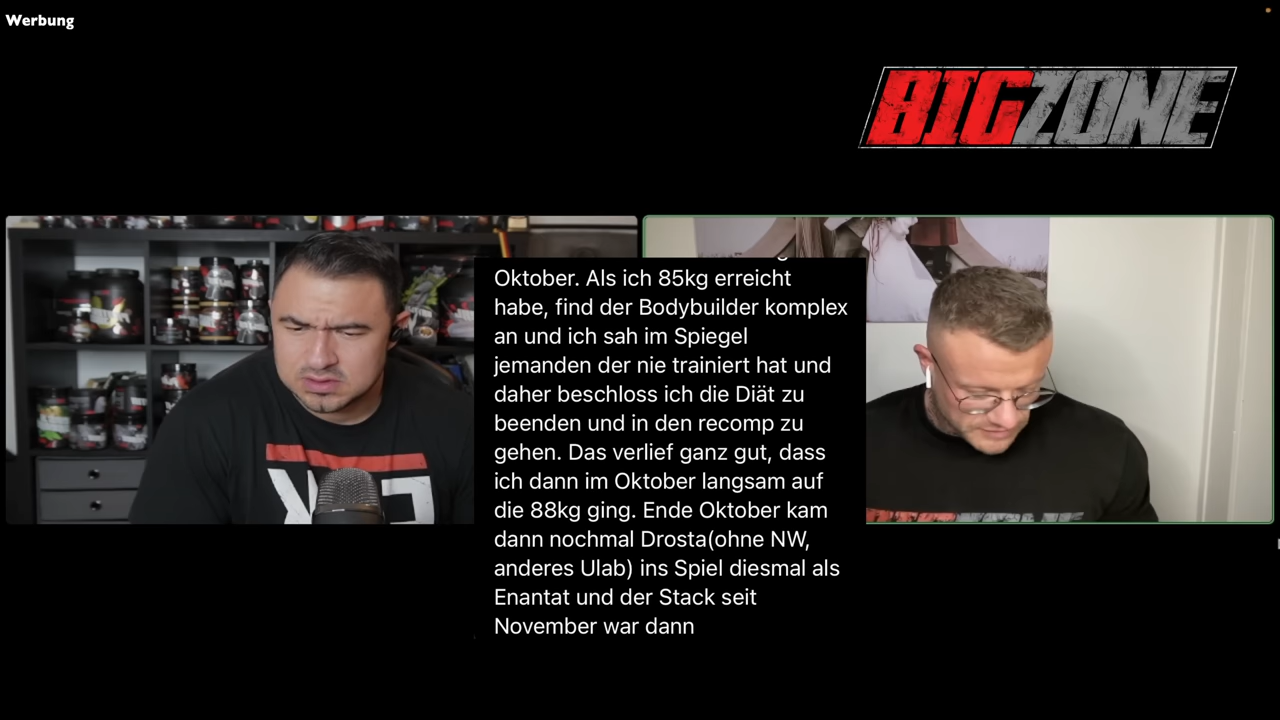 Werbung
BIGZONE
Oktober. Als ich 85kg erreicht
habe, find der Bodybuilder komplex
an und ich sah im Spiegel
jemanden der nie trainiert hat und
daher beschloss ich die Diät zu
beenden und in den recomp zu
gehen. Das verlief ganz gut, dass
ich dann im Oktober langsam auf
die 88kg ging. Ende Oktober kam
dann nochmal Drosta(ohne NW,
anderes Ulab) ins Spiel diesmal als
Enantat und der Stack seit
November war dann